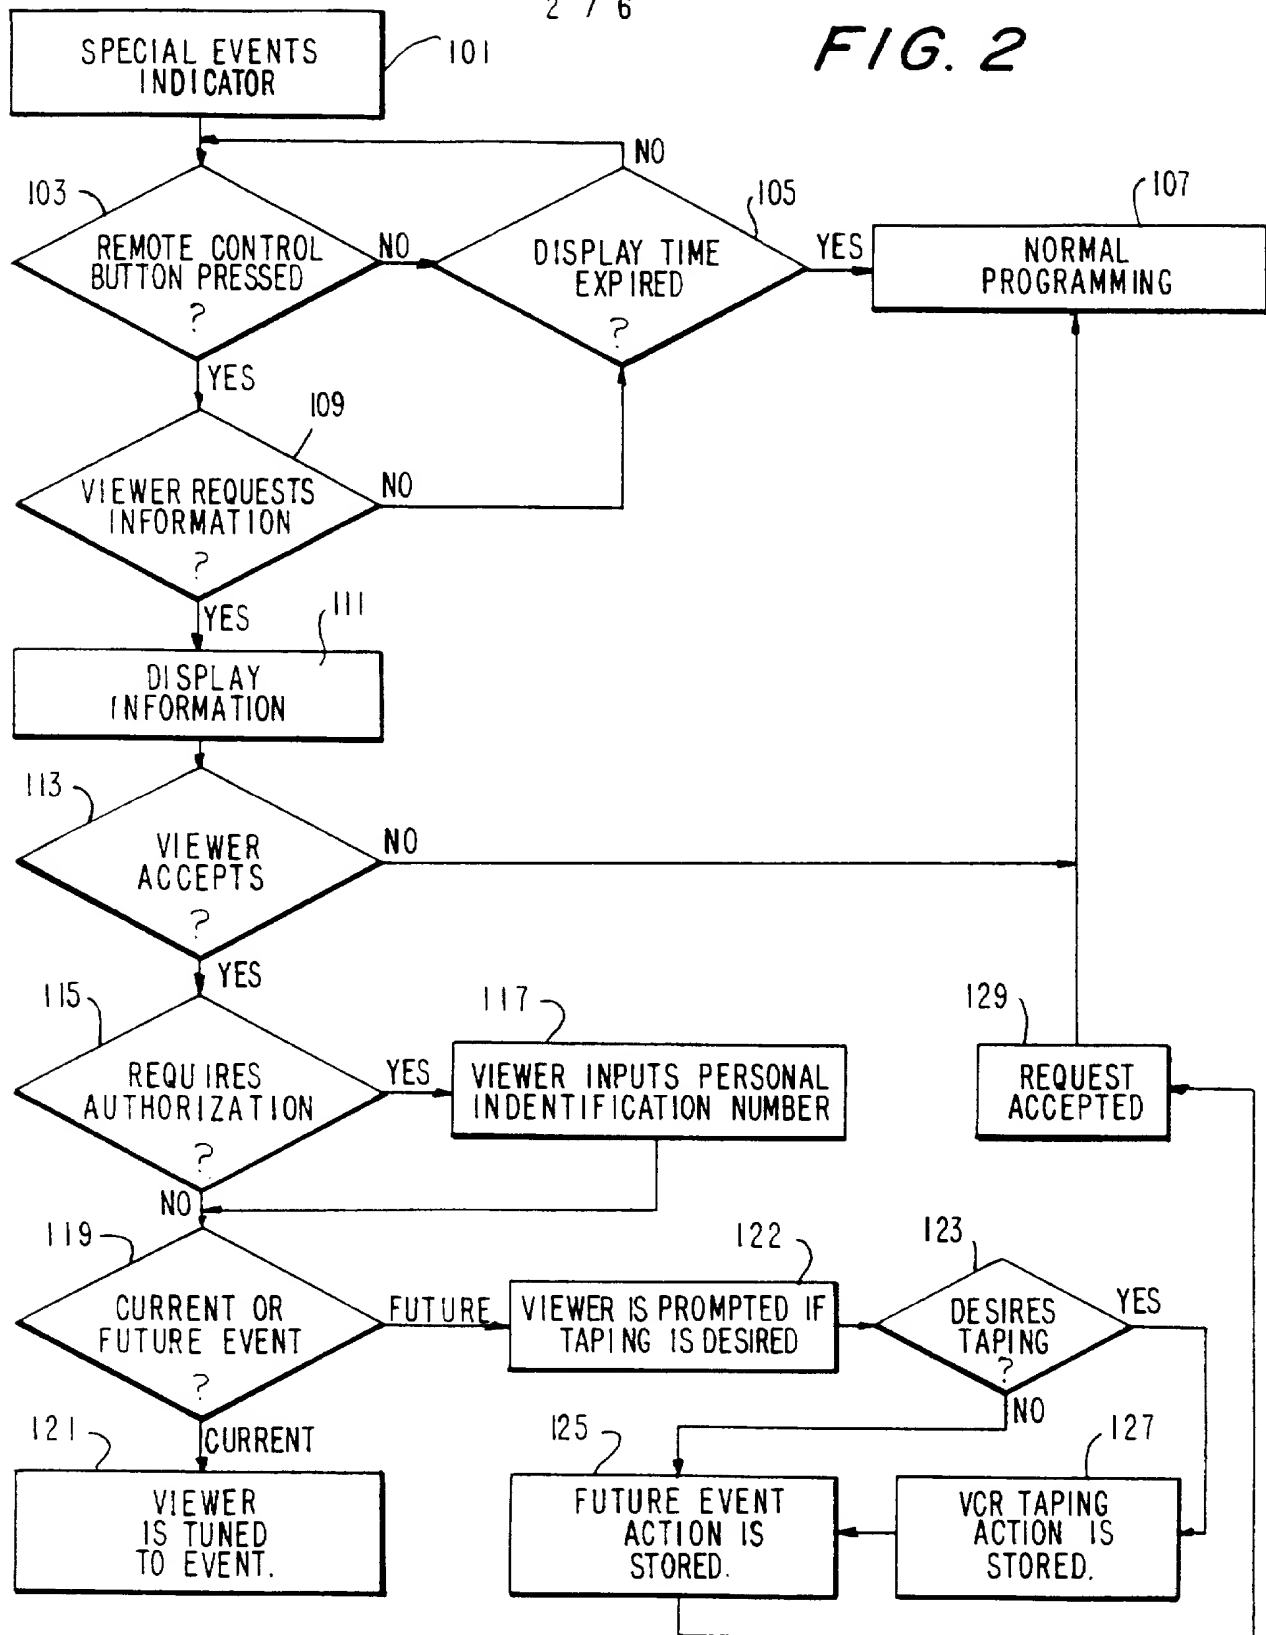 2 7 6
FIG. 2
SPECIAL EVENTS
INDICATOR
101
NO
103
REMOTE CONTROL
BUTTON PRESSED
?
NO
105
DISPLAY TIME
EXPIRED
?
YES
107
NORMAL
PROGRAMMING
YES
109
VIEWER REQUESTS
INFORMATION
?
NO
YES
111
DISPLAY
INFORMATION
113
VIEWER
ACCEPTS
?
NO
YES
115
REQUIRES
AUTHORIZATION
?
YES
117
VIEWER INPUTS PERSONAL
INDENTIFICATION NUMBER
129
REQUEST
ACCEPTED
NO
119
CURRENT OR
FUTURE EVENT
?
FUTURE
122
VIEWER IS PROMPTED IF
TAPING IS DESIRED
123
DESIRES
TAPING
?
YES
NO
CURRENT
121
VIEWER
IS TUNED
TO EVENT.
125
FUTURE EVENT
ACTION IS
STORED.
127
VCR TAPING
ACTION IS
STORED.